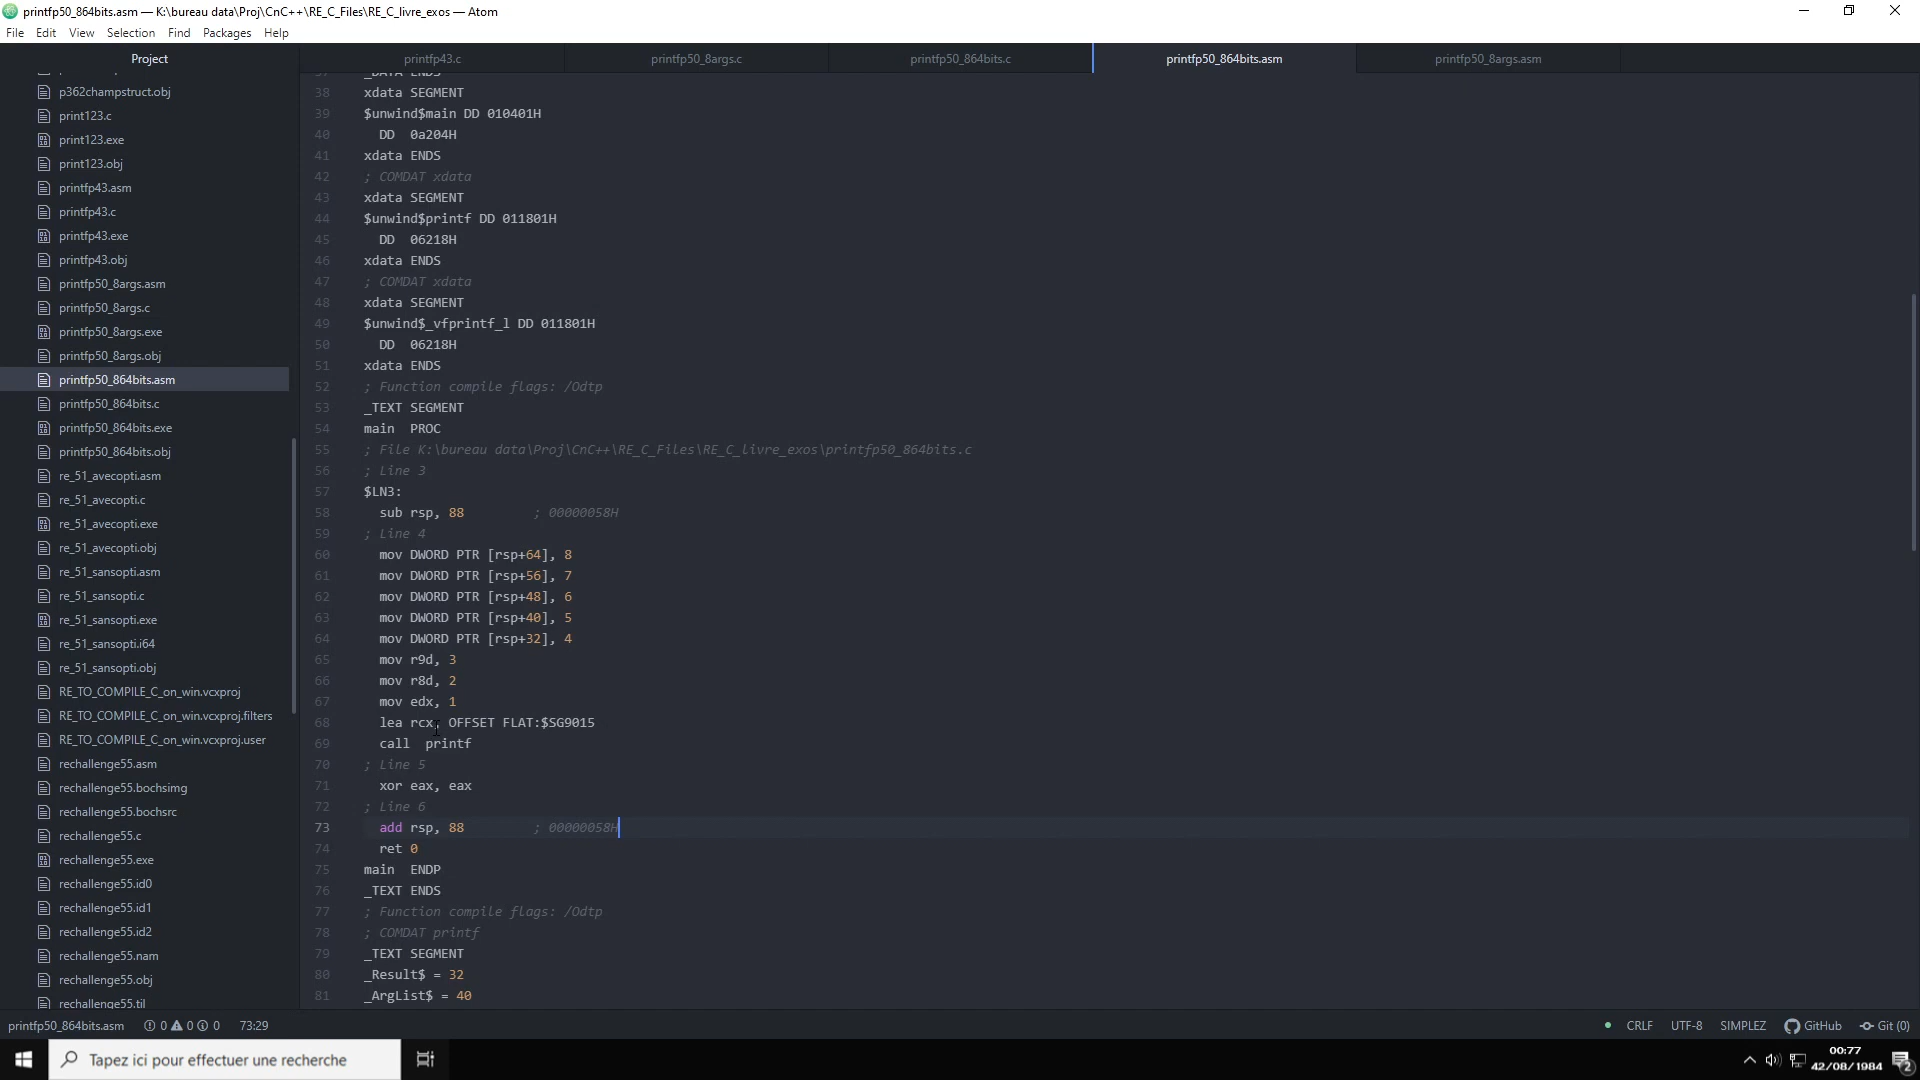 printfp50_864bits.asm — K:\bureau data\Proj\CnC++\RE_C_Files\RE_C_livre_exos — Atom
File Edit View Selection Find Packages Help
Project
printfp43.c printfp50_8args.c printfp50_864bits.c printfp50_864bits.asm printfp50_8args.asm
p362champstruct.obj
print123.c
print123.exe
print123.obj
printfp43.asm
printfp43.c
printfp43.exe
printfp43.obj
printfp50_8args.asm
printfp50_8args.c
printfp50_8args.exe
printfp50_8args.obj
printfp50_864bits.asm
printfp50_864bits.c
printfp50_864bits.exe
printfp50_864bits.obj
re_51_avecopti.asm
re_51_avecopti.c
re_51_avecopti.exe
re_51_avecopti.obj
re_51_sansopti.asm
re_51_sansopti.c
re_51_sansopti.exe
re_51_sansopti.i64
re_51_sansopti.obj
RE_TO_COMPILE_C_on_win.vcxproj
RE_TO_COMPILE_C_on_win.vcxproj.filters
RE_TO_COMPILE_C_on_win.vcxproj.user
rechallenge55.asm
rechallenge55.bochsimg
rechallenge55.bochsrc
rechallenge55.c
rechallenge55.exe
rechallenge55.id0
rechallenge55.id1
rechallenge55.id2
rechallenge55.nam
rechallenge55.obj
rechallenge55.til
37 _DATA ENDS
38 xdata SEGMENT
39 $unwind$main DD 010401H
40 DD 0a204H
41 xdata ENDS
42 ; COMDAT xdata
43 xdata SEGMENT
44 $unwind$printf DD 011801H
45 DD 06218H
46 xdata ENDS
47 ; COMDAT xdata
48 xdata SEGMENT
49 $unwind$_vfprintf_l DD 011801H
50 DD 06218H
51 xdata ENDS
52 ; Function compile flags: /Odtp
53 _TEXT SEGMENT
54 main PROC
55 ; File K:\bureau data\Proj\CnC++\RE_C_Files\RE_C_livre_exos\printfp50_864bits.c
56 ; Line 3
57 $LN3:
58 sub rsp, 88 ; 00000058H
59 ; Line 4
60 mov DWORD PTR [rsp+64], 8
61 mov DWORD PTR [rsp+56], 7
62 mov DWORD PTR [rsp+48], 6
63 mov DWORD PTR [rsp+40], 5
64 mov DWORD PTR [rsp+32], 4
65 mov r9d, 3
66 mov r8d, 2
67 mov edx, 1
68 lea rcx, OFFSET FLAT:$SG9015
69 call printf
70 ; Line 5
71 xor eax, eax
72 ; Line 6
73 add rsp, 88 ; 00000058H
74 ret 0
75 main ENDP
76 _TEXT ENDS
77 ; Function compile flags: /Odtp
78 ; COMDAT printf
79 _TEXT SEGMENT
80 _Result$ = 32
81 _ArgList$ = 40
printfp50_864bits.asm 0 0 0 73:29 CRLF UTF-8 SIMPLEZ GitHub Git (0)
Tapez ici pour effectuer une recherche
00:77
42/08/1984
2